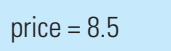 price = 8.5